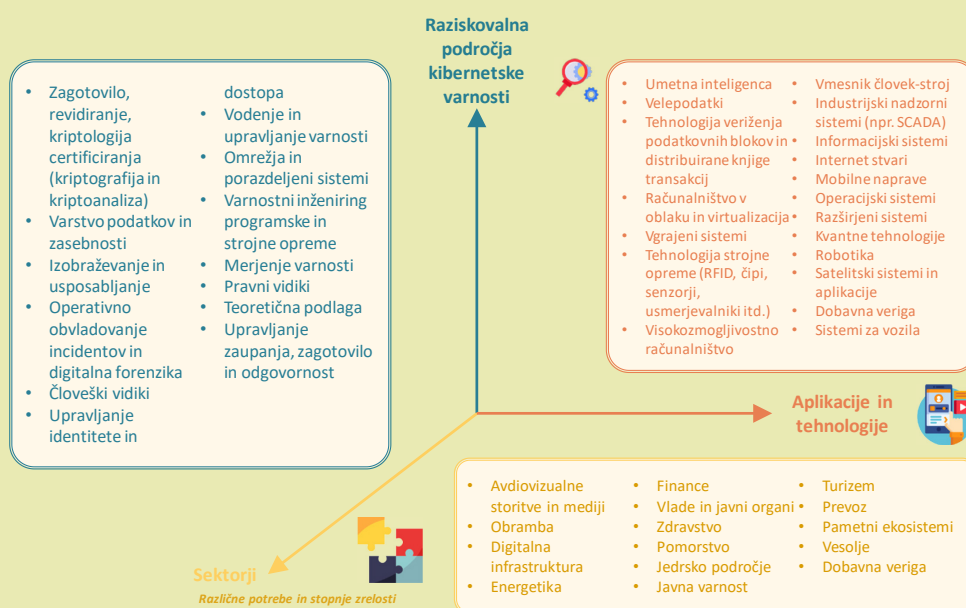 Raziskovalna
področja
kibernetske
varnosti
• Zagotovilo,
revidiranje,
kriptologija
certificiranja
(kriptografija in
kriptoanaliza)
• Varstvo podatkov in
zasebnosti
• Izobraževanje in
usposabljanje
• Operativno
obvladovanje
incidentov in
digitalna forenzika
• Človeški vidiki
• Upravljanje
identitete in
dostopa
• Vodenje in
upravljanje varnosti
• Omrežja in
porazdeljeni sistemi
• Varnostni inženiring
programske in
strojne opreme
• Merjenje varnosti
• Pravni vidiki
• Teoretična podlaga
• Upravljanje
zaupanja, zagotovilo
in odgovornost
• Umetna inteligenca
• Velepodatki
• Tehnologija veriženja
podatkovnih blokov in
distribuirane knjige
transakcij
• Računalništvo v
oblaku in virtualizacija
• Vgrajeni sistemi
• Tehnologija strojne
opreme (RFID, čipi,
senzorji,
usmerjevalniki itd.)
• Visokozmogljivostno
računalništvo
• Vmesnik človek-stroj
• Industrijski nadzorni
sistemi (npr. SCADA)
• Informacijski sistemi
• Internet stvari
• Mobilne naprave
• Operacijski sistemi
• Razširjeni sistemi
• Kvantne tehnologije
• Robotika
• Satelitski sistemi in
aplikacije
• Dobavna veriga
• Sistemi za vozila
Aplikacije in
tehnologije
• Avdiovizualne
storitve in mediji
• Obramba
• Digitalna
infrastruktura
• Energetika
• Finance
• Vlade in javni organi
• Zdravstvo
• Pomorstvo
• Jedrsko področje
• Javna varnost
• Turizem
• Prevoz
• Pametni ekosistemi
• Vesolje
• Dobavna veriga
Sektorji
Različne potrebe in stopnje zrelosti